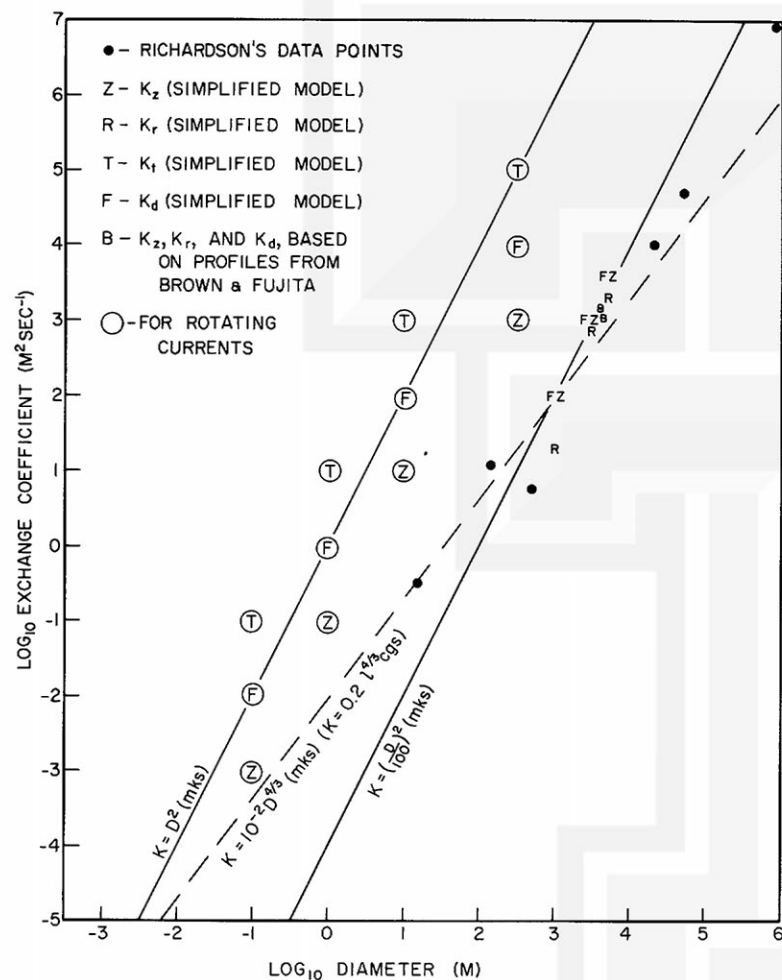 7
6
5
4
3
2
1
0
-1
-2
-3
-4
-5
LOG10 EXCHANGE COEFFICIENT (M²SEC⁻¹)
●- RICHARDSON'S DATA POINTS
Z - Kz (SIMPLIFIED MODEL)
R - Kr (SIMPLIFIED MODEL)
T - Kt (SIMPLIFIED MODEL)
F - Kd (SIMPLIFIED MODEL)
B - Kz, Kr, AND Kd, BASED
ON PROFILES FROM
BROWN & FUJITA
◯-FOR ROTATING
CURRENTS
T
F
Z
T
F
Z
T
F
Z
T
F
Z
FZ
R
B
FZ
B
R
FZ
R
K = D² (mks)
K = 10⁻² D^4/3 (mks) (K = 0.2 l^4/3 cgs)
K = (D/100)² (mks)
-3 -2 -1 0 1 2 3 4 5 6
LOG10 DIAMETER (M)